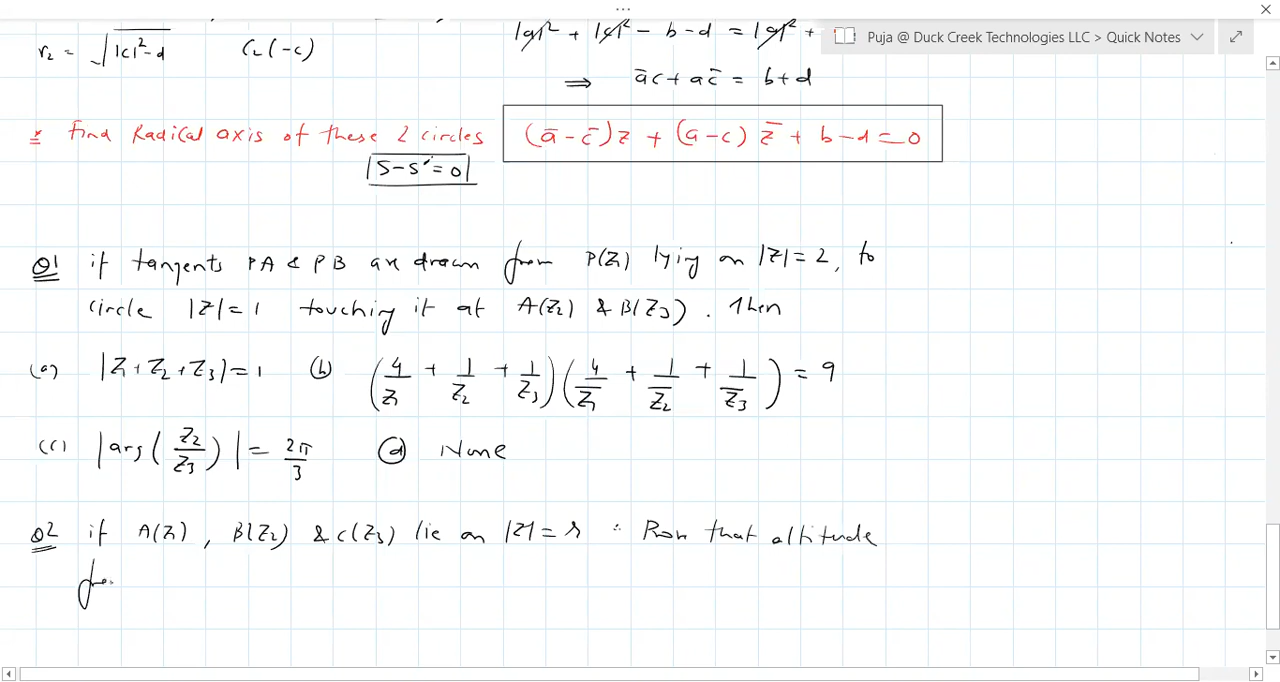 r₂ = √(|c|²-d)   C₂(-c)
|a|² + |c|² - b - d = |a|² +
Puja @ Duck Creek Technologies LLC > Quick Notes
⟹ āc + ac̄ = b+d
* Find Radical axis of these 2 circles   (ā-c̄)z + (a-c)z̄ + b-d = 0
S-S'=0
Q1 if tangents PA & PB are drawn from P(z₁) lying on |z|=2, to
circle |z|=1 touching it at A(z₂) & B(z₃). Then
(a) |z₁+z₂+z₃|=1   (b) (4/z₁ + 1/z₂ + 1/z₃)(4/z̄₁ + 1/z̄₂ + 1/z̄₃) = 9
(c) |arg(z₂/z₃)| = 2π/3   (d) None
Q2 if A(z₁), B(z₂) & C(z₃) lie on |z|=r ∴ Prove that altitude